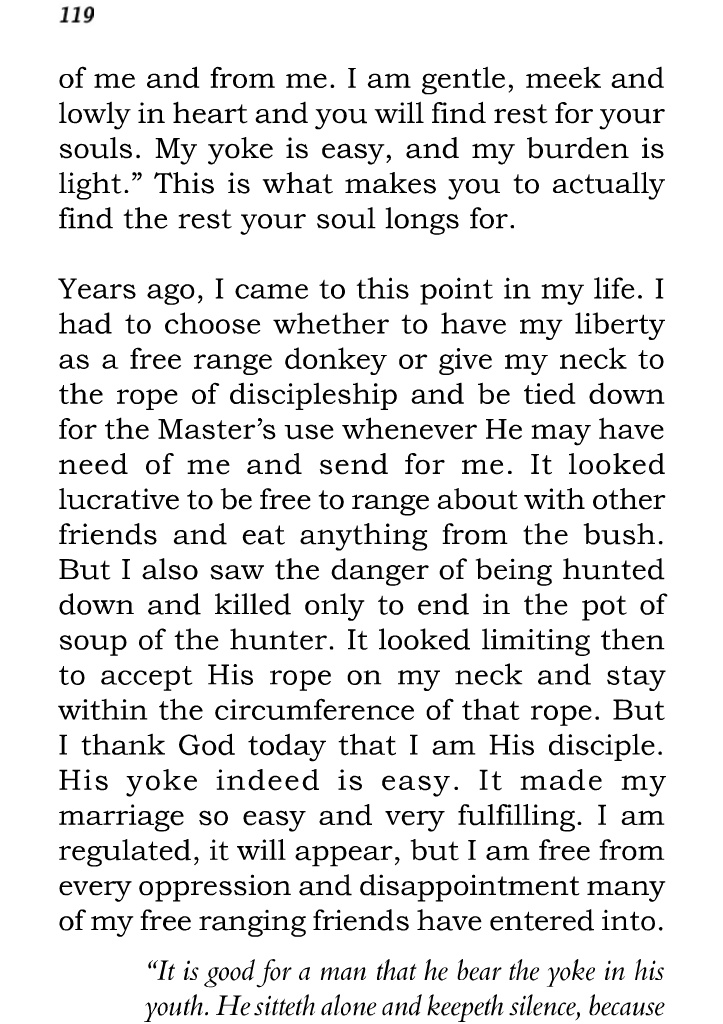 119
of me and from me. I am gentle, meek and
lowly in heart and you will find rest for your
souls. My yoke is easy, and my burden is
light.” This is what makes you to actually
find the rest your soul longs for.
Years ago, I came to this point in my life. I
had to choose whether to have my liberty
as a free range donkey or give my neck to
the rope of discipleship and be tied down
for the Master’s use whenever He may have
need of me and send for me. It looked
lucrative to be free to range about with other
friends and eat anything from the bush.
But I also saw the danger of being hunted
down and killed only to end in the pot of
soup of the hunter. It looked limiting then
to accept His rope on my neck and stay
within the circumference of that rope. But
I thank God today that I am His disciple.
His yoke indeed is easy. It made my
marriage so easy and very fulfilling. I am
regulated, it will appear, but I am free from
every oppression and disappointment many
of my free ranging friends have entered into.
“It is good for a man that he bear the yoke in his
youth. He sitteth alone and keepeth silence, because